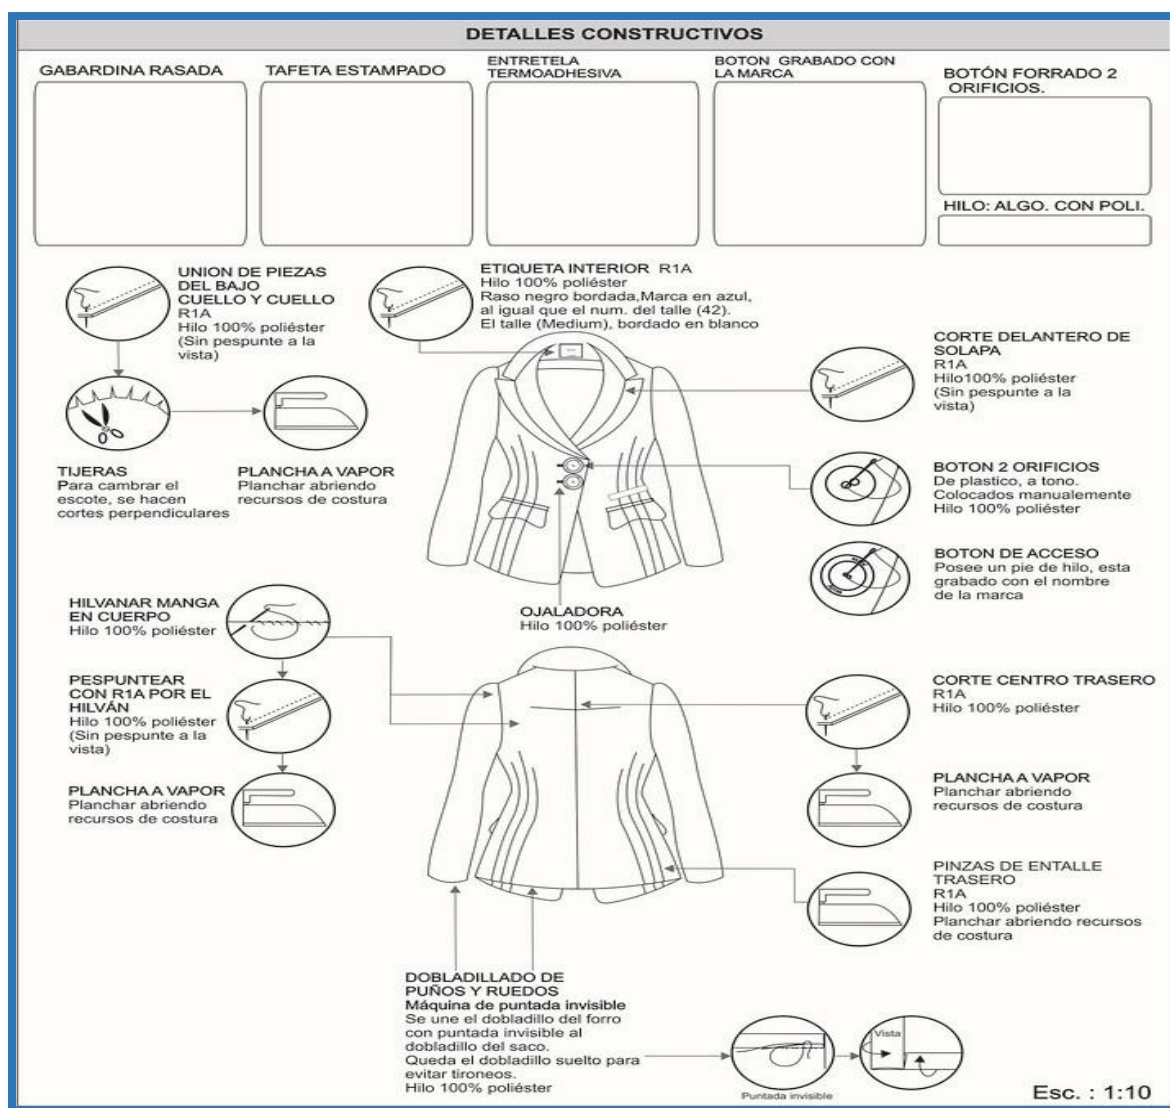 DETALLES CONSTRUCTIVOS
GABARDINA RASADA
TAFETA ESTAMPADO
ENTRETELA
TERMOADHESIVA
BOTON GRABADO CON
LA MARCA
BOTÓN FORRADO 2
ORIFICIOS.
HILO: ALGO. CON POLI.
UNION DE PIEZAS
DEL BAJO
CUELLO Y CUELLO
R1A
Hilo 100% poliéster
(Sin pespunte a la
vista)
ETIQUETA INTERIOR R1A
Hilo 100% poliéster
Raso negro bordada,Marca en azul,
al igual que el num. del talle (42).
El talle (Medium), bordado en blanco
CORTE DELANTERO DE
SOLAPA
R1A
Hilo100% poliéster
(Sin pespunte a la
vista)
TIJERAS
Para cambrar el
escote, se hacen
cortes perpendiculares
PLANCHA A VAPOR
Planchar abriendo
recursos de costura
BOTON 2 ORIFICIOS
De plastico, a tono.
Colocados manualemente
Hilo 100% poliéster
BOTON DE ACCESO
Posee un pie de hilo, esta
grabado con el nombre
de la marca
OJALADORA
Hilo 100% poliéster
HILVANAR MANGA
EN CUERPO
Hilo 100% poliéster
PESPUNTEAR
CON R1A POR EL
HILVÁN
Hilo 100% poliéster
(Sin pespunte a la
vista)
PLANCHA A VAPOR
Planchar abriendo
recursos de costura
CORTE CENTRO TRASERO
R1A
Hilo 100% poliéster
PLANCHA A VAPOR
Planchar abriendo
recursos de costura
PINZAS DE ENTALLE
TRASERO
R1A
Hilo 100% poliéster
Planchar abriendo recursos
de costura
DOBLADILLADO DE
PUÑOS Y RUEDOS
Máquina de puntada invisible
Se une el dobladillo del forro
con puntada invisible al
dobladillo del saco.
Queda el dobladillo suelto para
evitar tironeos.
Hilo 100% poliéster
Puntada invisible
Vista
Esc. : 1:10